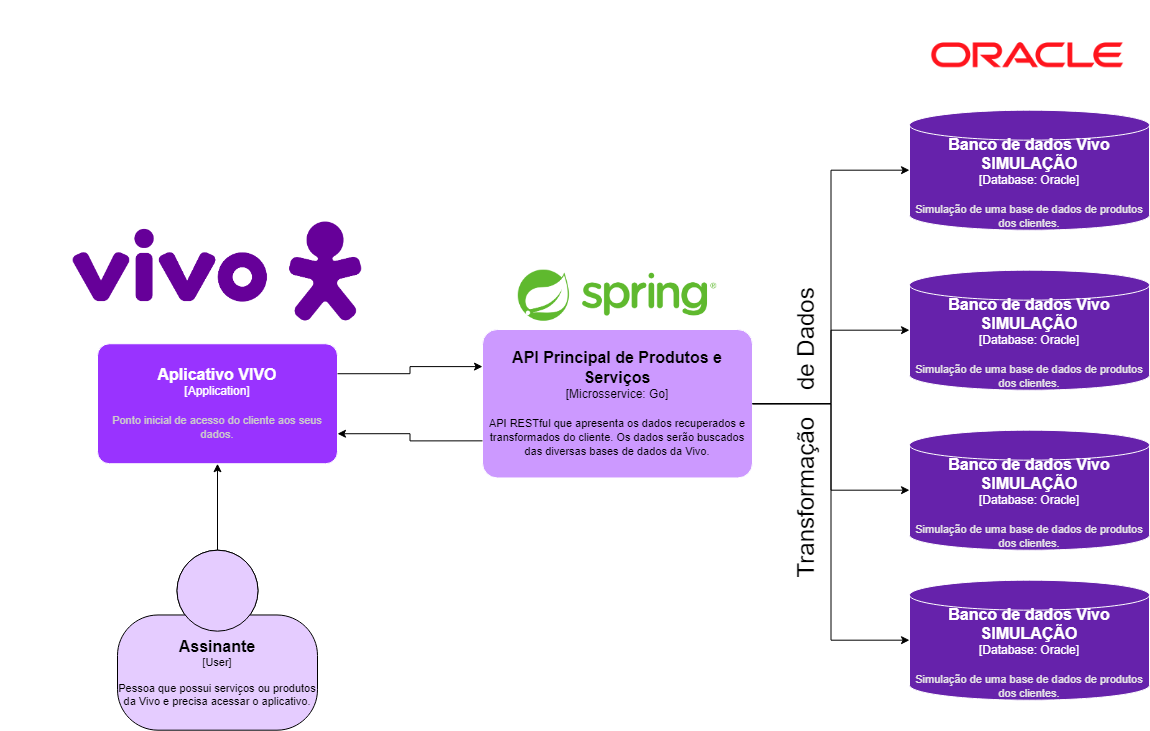 ORACLE
vivo
spring®
Aplicativo VIVO
[Application]
Ponto inicial de acesso do cliente aos seus
dados.
Assinante
[User]
Pessoa que possui serviços ou produtos
da Vivo e precisa acessar o aplicativo.
API Principal de Produtos e
Serviços
[Microsservice: Go]
API RESTful que apresenta os dados recuperados e
transformados do cliente. Os dados serão buscados
das diversas bases de dados da Vivo.
Transformação de Dados
Banco de dados Vivo
SIMULAÇÃO
[Database: Oracle]
Simulação de uma base de dados de produtos
dos clientes.
Banco de dados Vivo
SIMULAÇÃO
[Database: Oracle]
Simulação de uma base de dados de produtos
dos clientes.
Banco de dados Vivo
SIMULAÇÃO
[Database: Oracle]
Simulação de uma base de dados de produtos
dos clientes.
Banco de dados Vivo
SIMULAÇÃO
[Database: Oracle]
Simulação de uma base de dados de produtos
dos clientes.